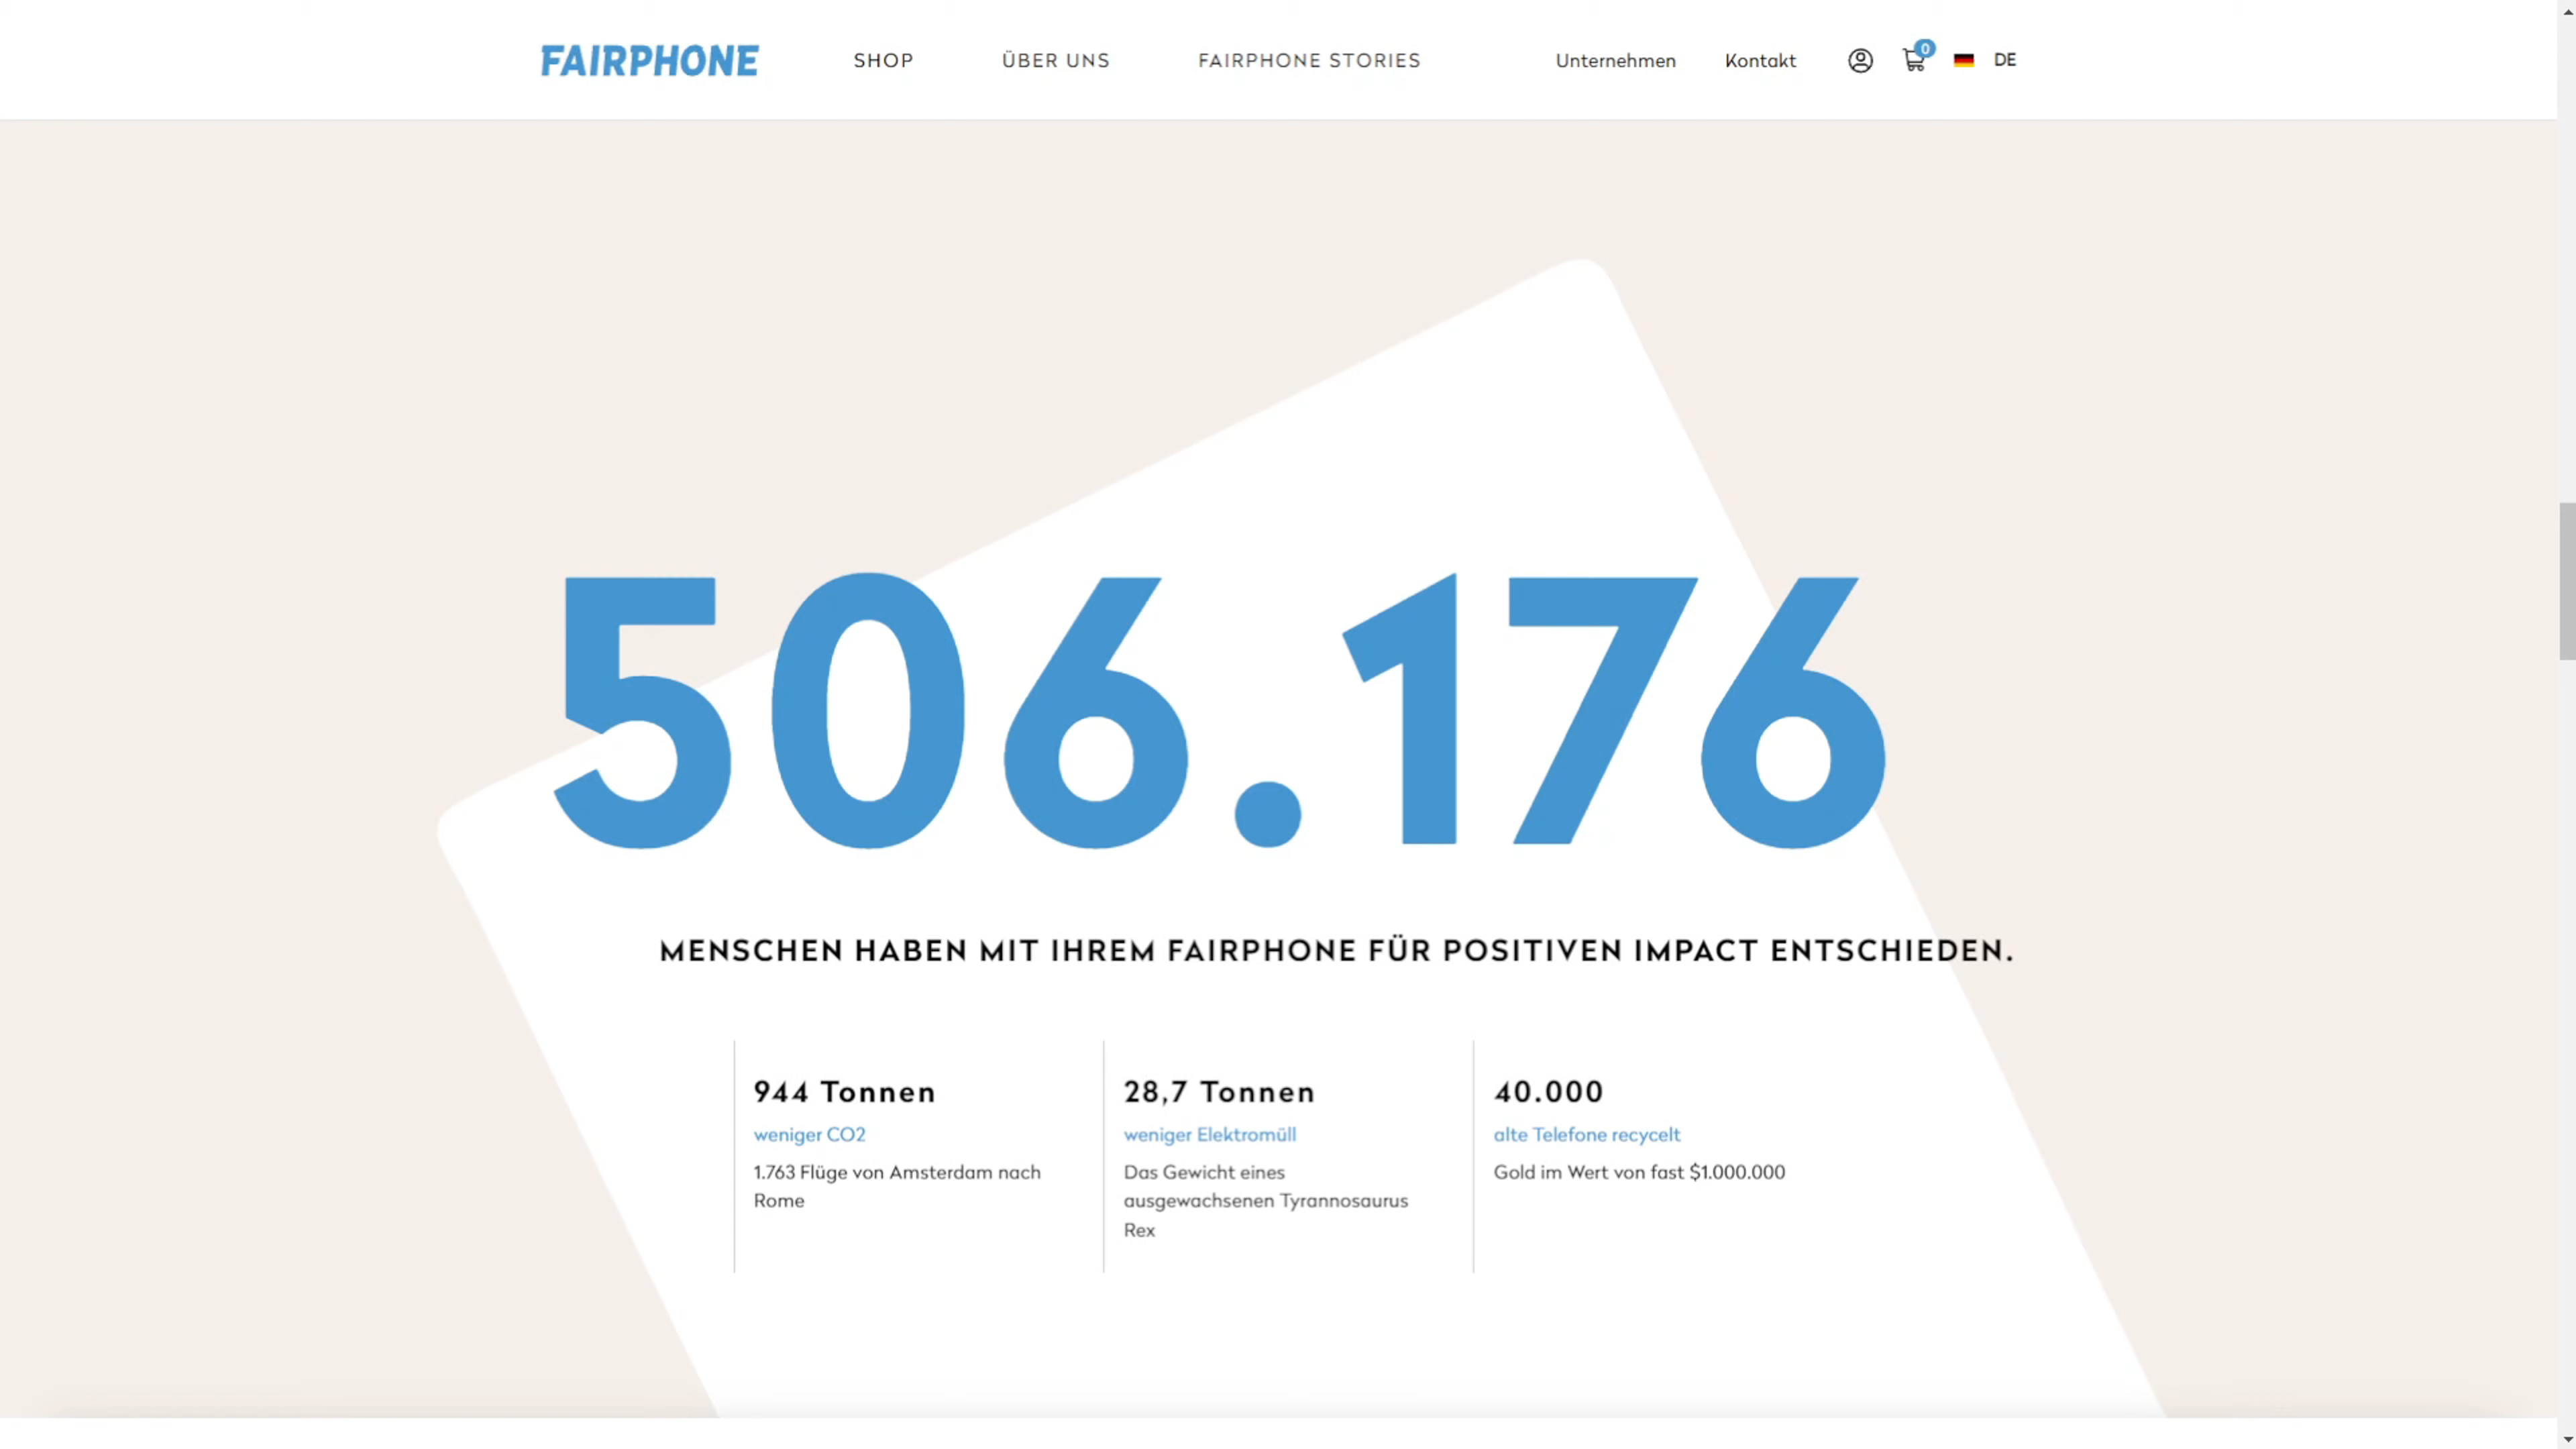 FAIRPHONE SHOP ÜBER UNS FAIRPHONE STORIES Unternehmen Kontakt 0 DE
506.176
MENSCHEN HABEN MIT IHREM FAIRPHONE FÜR POSITIVEN IMPACT ENTSCHIEDEN.
944 Tonnen
weniger CO2
1.763 Flüge von Amsterdam nach
Rome
28,7 Tonnen
weniger Elektromüll
Das Gewicht eines
ausgewachsenen Tyrannosaurus
Rex
40.000
alte Telefone recycelt
Gold im Wert von fast $1.000.000